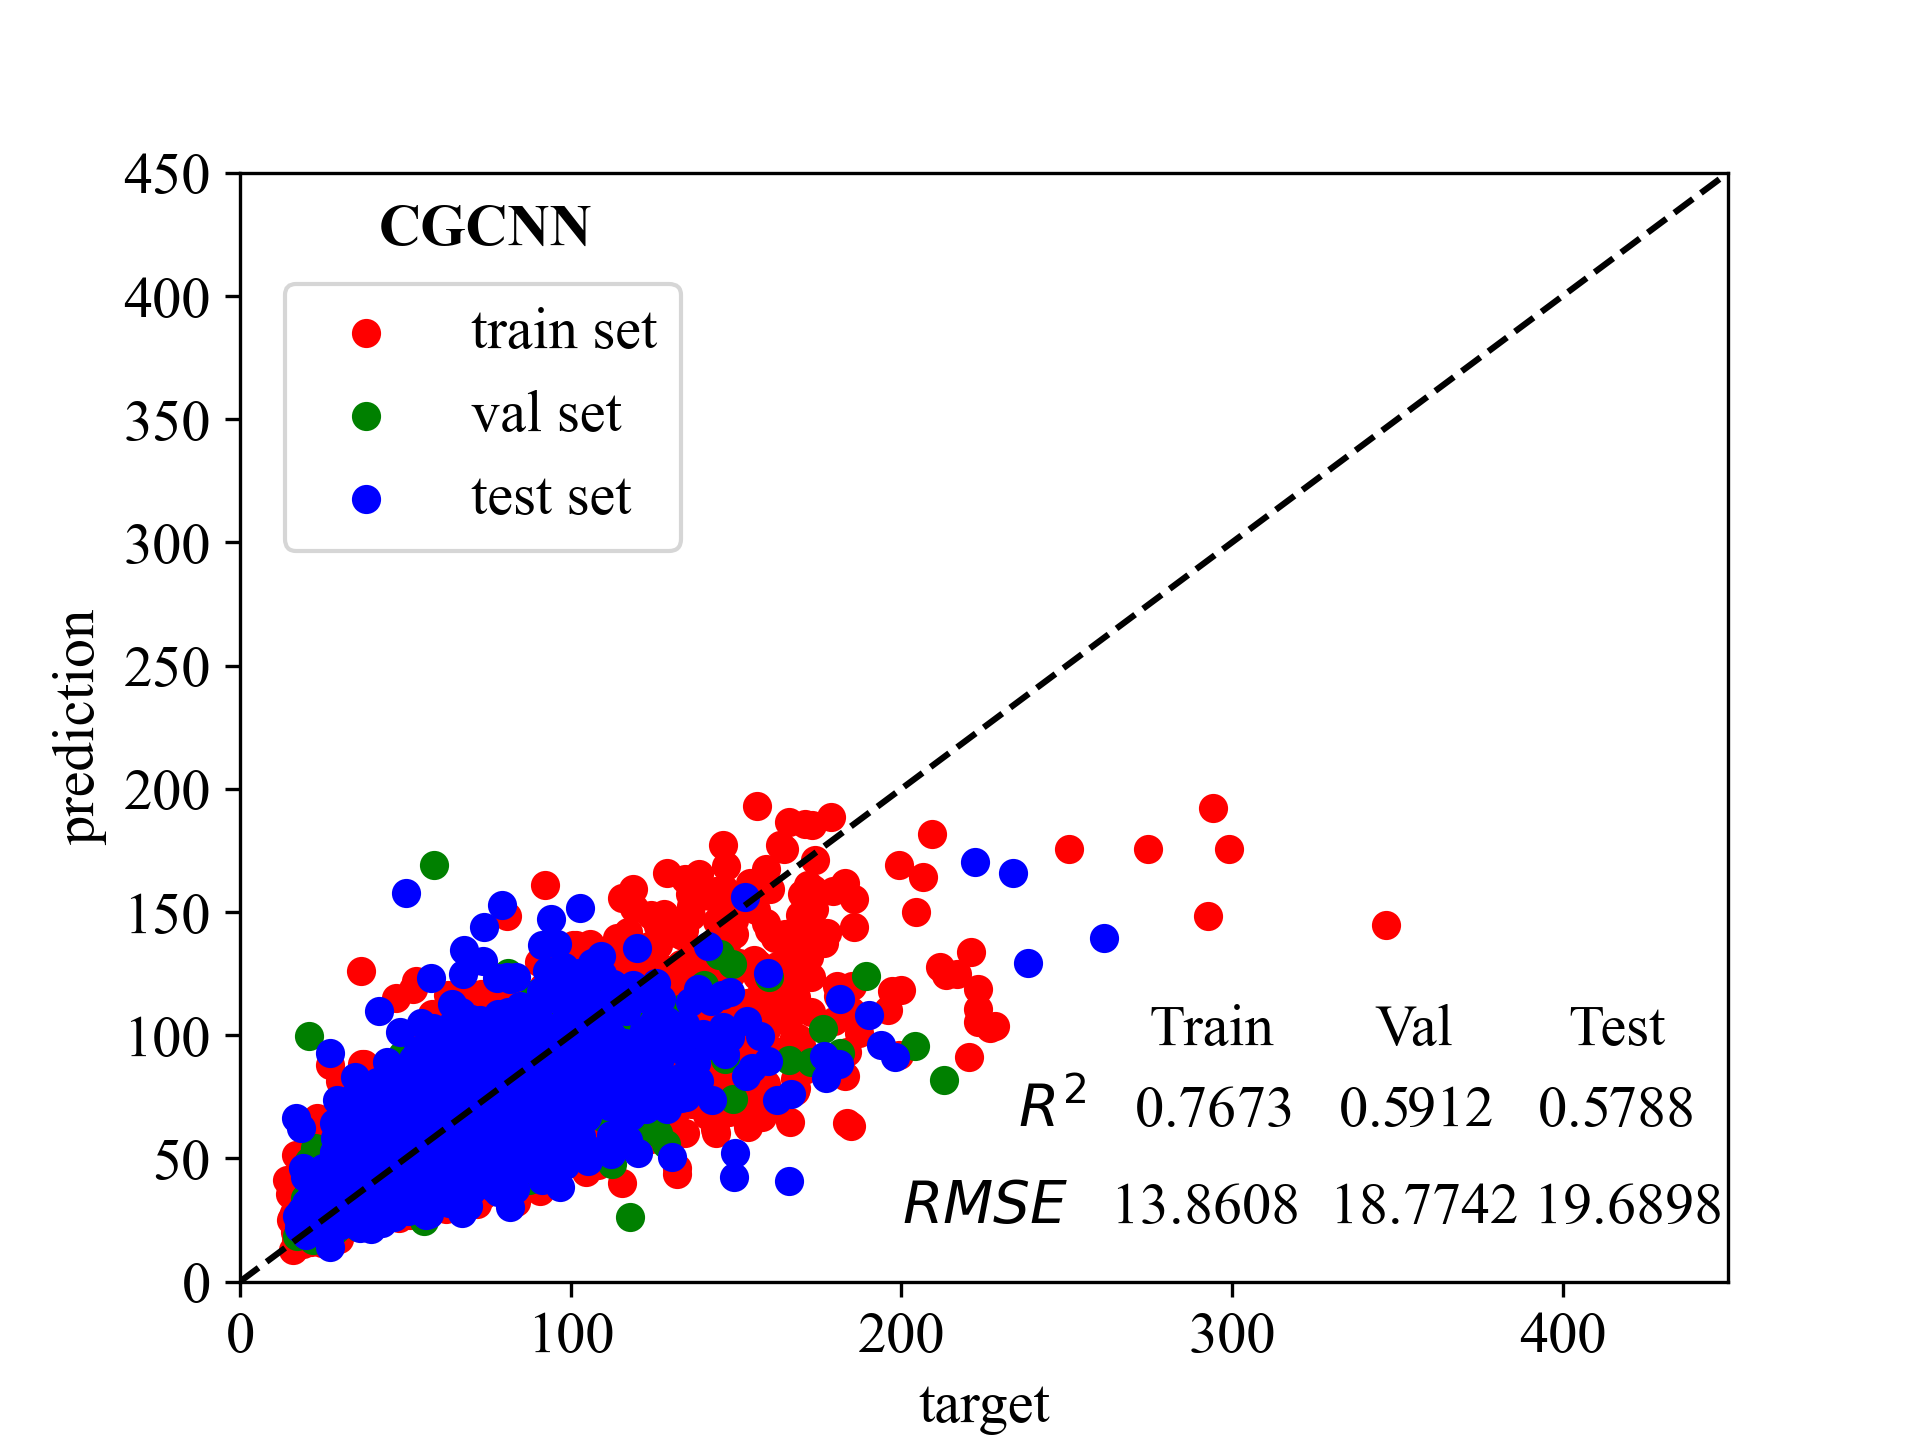 CGCNN
train set
val set
test set
450
400
350
300
250
200
150
100
50
0
prediction
Train Val Test
R² 0.7673 0.5912 0.5788
RMSE 13.8608 18.7742 19.6898
0 100 200 300 400
target